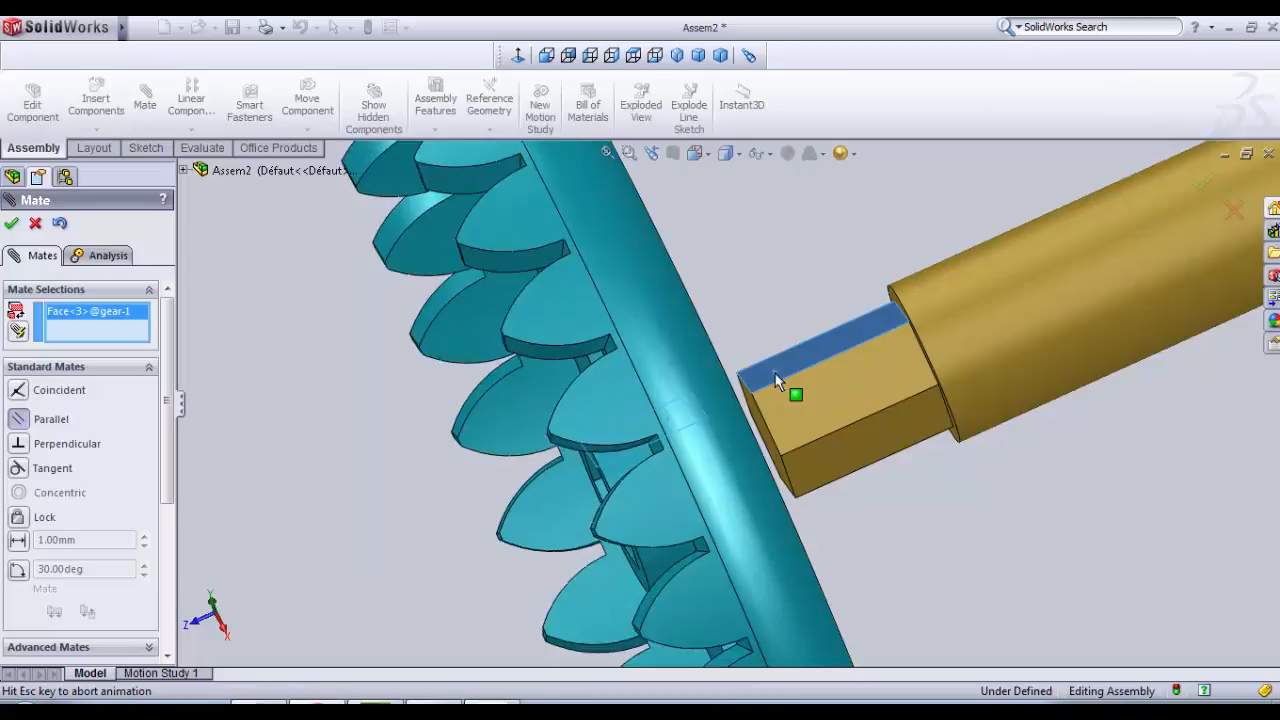 SolidWorks
Assem2 *
SolidWorks Search
?
Edit Component
Insert Components
Mate
Linear Compon...
Smart Fasteners
Move Component
Show Hidden Components
Assembly Features
Reference Geometry
New Motion Study
Bill of Materials
Exploded View
Explode Line Sketch
Instant3D
Assembly
Layout
Sketch
Evaluate
Office Products
Assem2 (Défaut<<Défaut>
Mate
?
Mates
Analysis
Mate Selections
Face<3>@gear-1
Standard Mates
Coincident
Parallel
Perpendicular
Tangent
Concentric
Lock
1.00mm
30.00deg
Mate
Advanced Mates
Y
Z
X
Model
Motion Study 1
Hit Esc key to abort animation
Under Defined
Editing Assembly
?